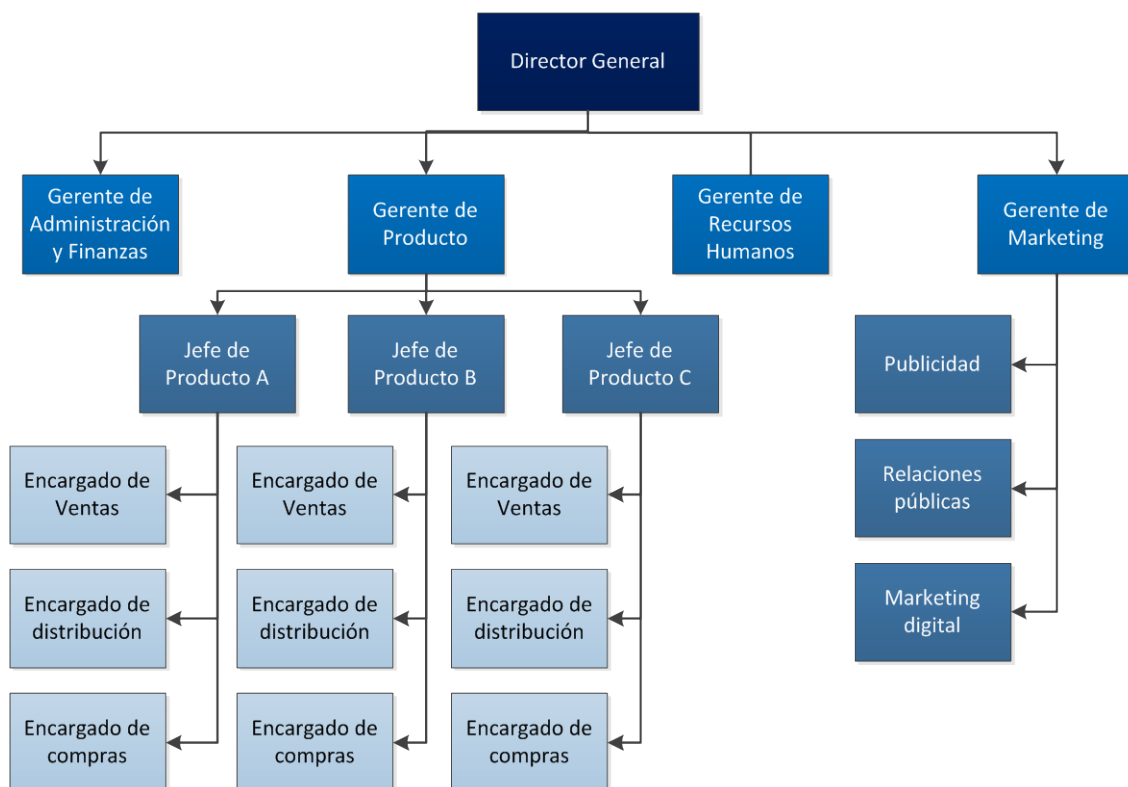 Director General
Gerente de
Administración
y Finanzas
Gerente de
Producto
Gerente de
Recursos
Humanos
Gerente de
Marketing
Jefe de
Producto A
Jefe de
Producto B
Jefe de
Producto C
Publicidad
Encargado de
Ventas
Encargado de
Ventas
Encargado de
Ventas
Relaciones
públicas
Encargado de
distribución
Encargado de
distribución
Encargado de
distribución
Marketing
digital
Encargado de
compras
Encargado de
compras
Encargado de
compras